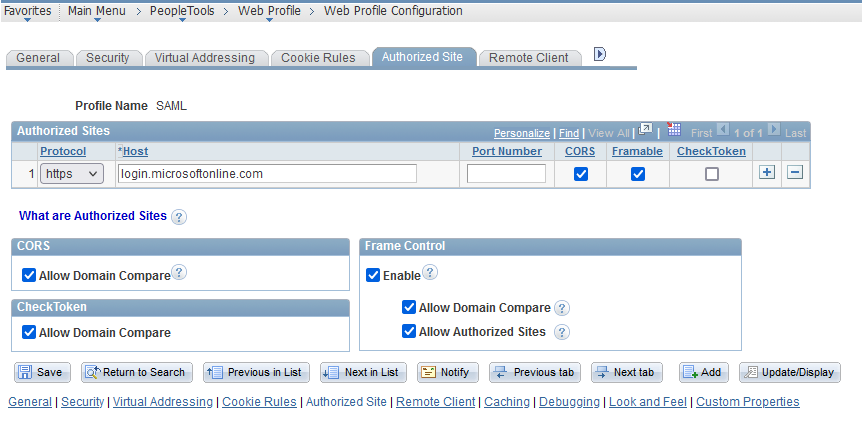 Favorites Main Menu > PeopleTools > Web Profile > Web Profile Configuration
General Security Virtual Addressing Cookie Rules Authorized Site Remote Client
Profile Name SAML
Authorized Sites Personalize | Find | View All | | First 1 of 1 Last
Protocol *Host Port Number CORS Framable CheckToken
1 https login.microsoftonline.com + −
What are Authorized Sites ?
CORS Frame Control
Allow Domain Compare ? Enable ?
CheckToken Allow Domain Compare ?
Allow Domain Compare Allow Authorized Sites ?
Save Return to Search Previous in List Next in List Notify Previous tab Next tab Add Update/Display
General | Security | Virtual Addressing | Cookie Rules | Authorized Site | Remote Client | Caching | Debugging | Look and Feel | Custom Properties